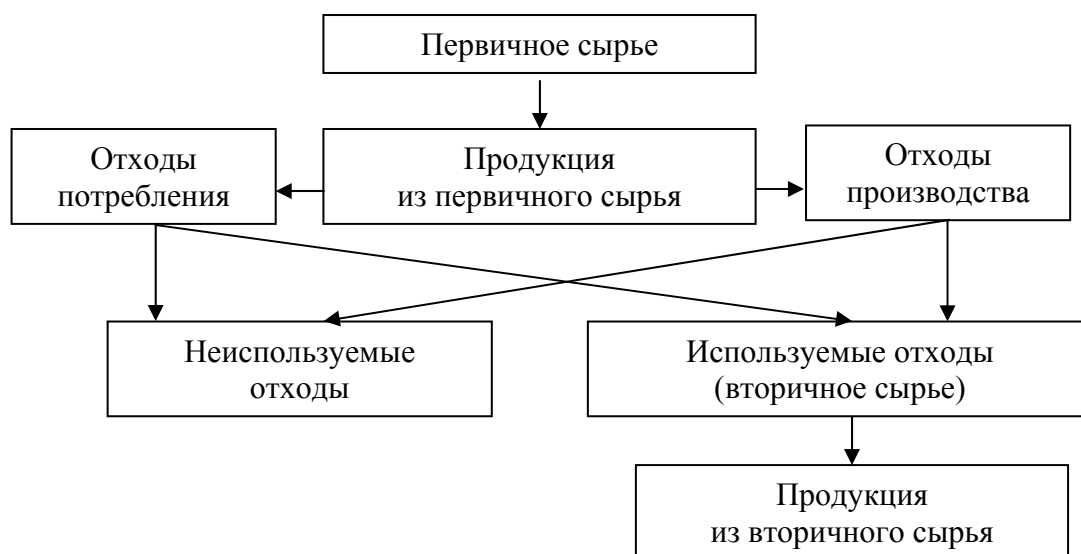 Первичное сырье
Отходы
потребления
Продукция
из первичного сырья
Отходы
производства
Неиспользуемые
отходы
Используемые отходы
(вторичное сырье)
Продукция
из вторичного сырья